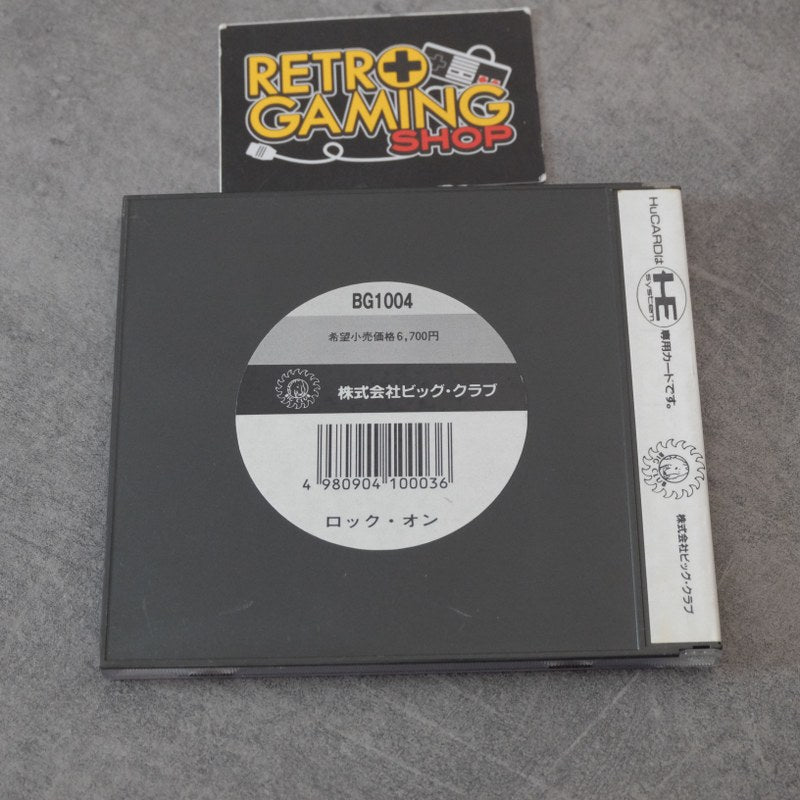 RETRO
GAMING
SHOP
BG1004
希望小売価格6,700円
株式会社ビッグ・クラブ
4 980904 100036
ロック・オン
HuCARDは
HE
system
専用カードです。
株式会社ビッグ・クラブ